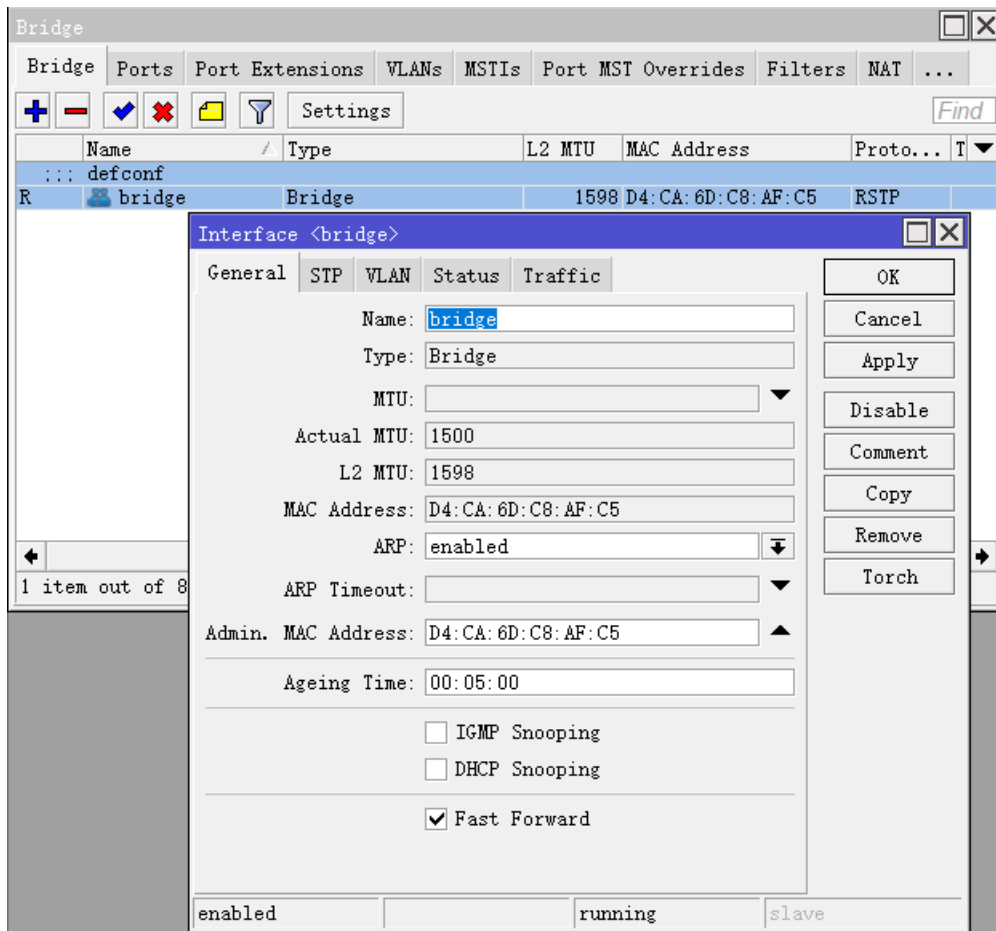 Bridge
Bridge Ports Port Extensions VLANs MSTIs Port MST Overrides Filters NAT ...
Settings Find
Name Type L2 MTU MAC Address Proto... T
;;; defconf
R bridge Bridge 1598 D4:CA:6D:C8:AF:C5 RSTP
Interface <bridge>
General STP VLAN Status Traffic
OK
Name: bridge
Cancel
Type: Bridge
Apply
MTU:
Disable
Actual MTU: 1500
Comment
L2 MTU: 1598
Copy
MAC Address: D4:CA:6D:C8:AF:C5
Remove
ARP: enabled
Torch
1 item out of 8
ARP Timeout:
Admin. MAC Address: D4:CA:6D:C8:AF:C5
Ageing Time: 00:05:00
IGMP Snooping
DHCP Snooping
Fast Forward
enabled running slave